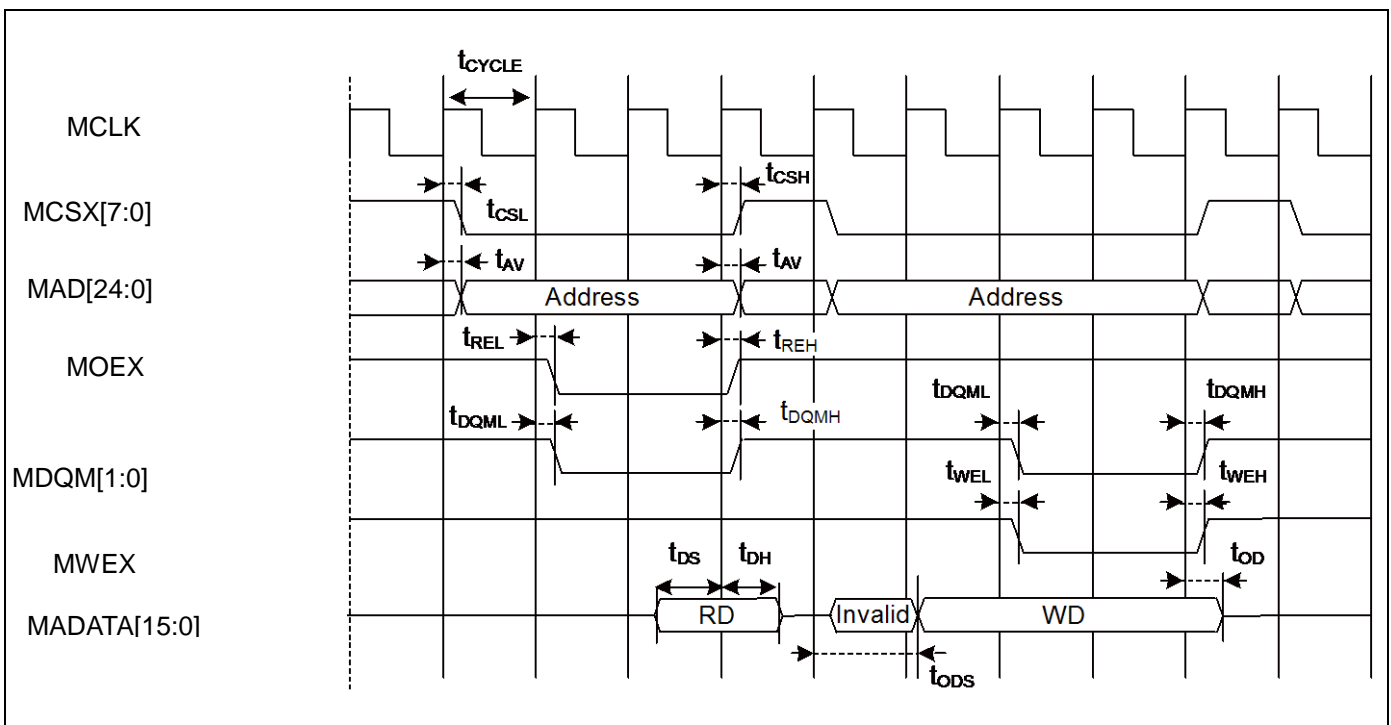 tCYCLE
MCLK
tCSH
MCSX[7:0]
tCSL
tAV tAV
MAD[24:0] Address Address
tREL tREH
MOEX
tDQML tDQMH tDQML tDQMH
MDQM[1:0] tWEL tWEH
MWEX tDS tDH tOD
MADATA[15:0] RD Invalid WD
tODS